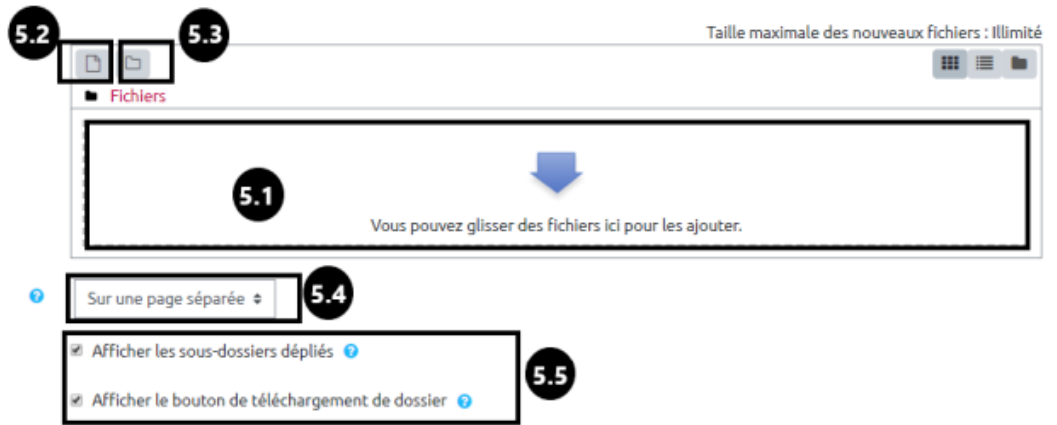 5.2
5.3
Taille maximale des nouveaux fichiers : Illimité
Fichiers
5.1
Vous pouvez glisser des fichiers ici pour les ajouter.
Sur une page séparée
5.4
Afficher les sous-dossiers dépliés
5.5
Afficher le bouton de téléchargement de dossier